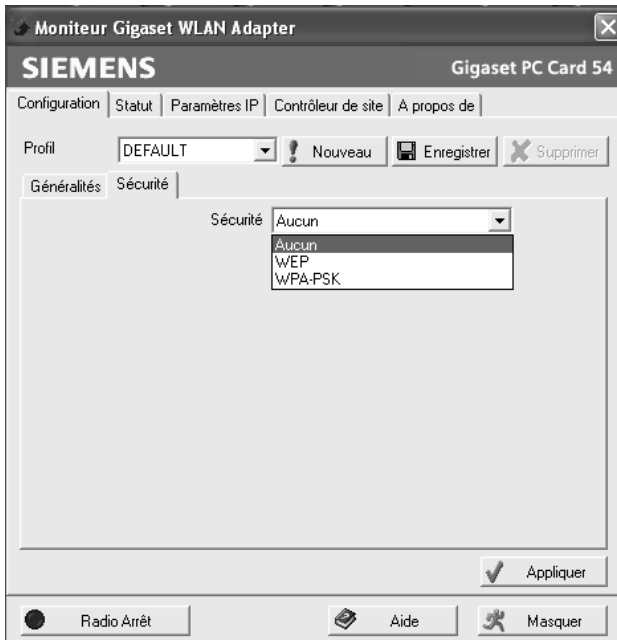 Moniteur Gigaset WLAN Adapter
SIEMENS Gigaset PC Card 54
Configuration Statut Paramètres IP Contrôleur de site A propos de
Profil DEFAULT Nouveau Enregistrer Supprimer
Généralités Sécurité
Sécurité Aucun
Aucun
WEP
WPA-PSK
Appliquer
Radio Arrêt Aide Masquer